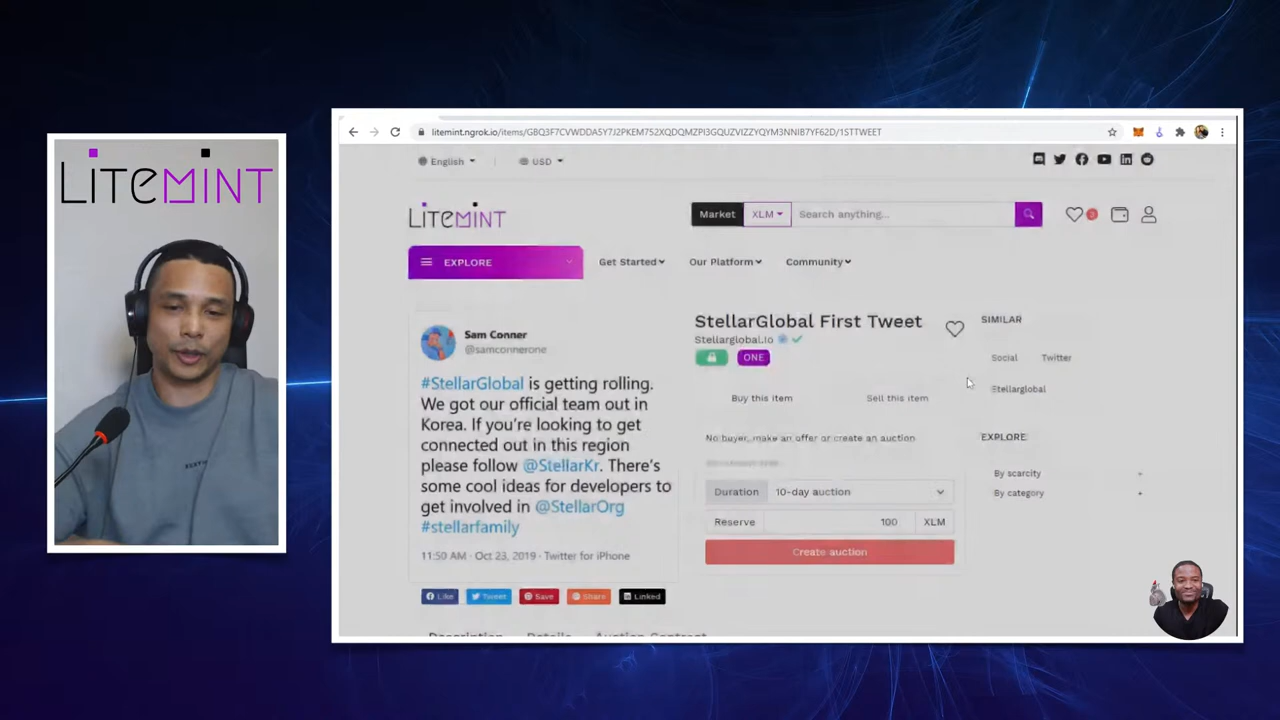 LITEMINT
litemint.ngrok.io/items/GBQ3F7CVWDDA5Y7J2PKEM752XQDQMZPI3GQUZVIZZYQYM3NNIB7YF62D/1STTWEET
English
USD
LITEMINT
Market
XLM
Search anything...
EXPLORE
Get Started
Our Platform
Community
Sam Conner
@samconnerone
#StellarGlobal is getting rolling.
We got our official team out in
Korea. If you're looking to get
connected out in this region
please follow @StellarKr. There's
some cool ideas for developers to
get involved in @StellarOrg
#stellarfamily
11:50 AM · Oct 23, 2019 · Twitter for iPhone
Like
Tweet
Save
Share
Linked
StellarGlobal First Tweet
Stellarglobal.io
ONE
Buy this item
Sell this item
No buyer, make an offer or create an auction
Duration
10-day auction
Reserve
100
XLM
Create auction
SIMILAR
Social
Twitter
Stellarglobal
EXPLORE
By scarcity
By category
Description
Details
Auction Contract